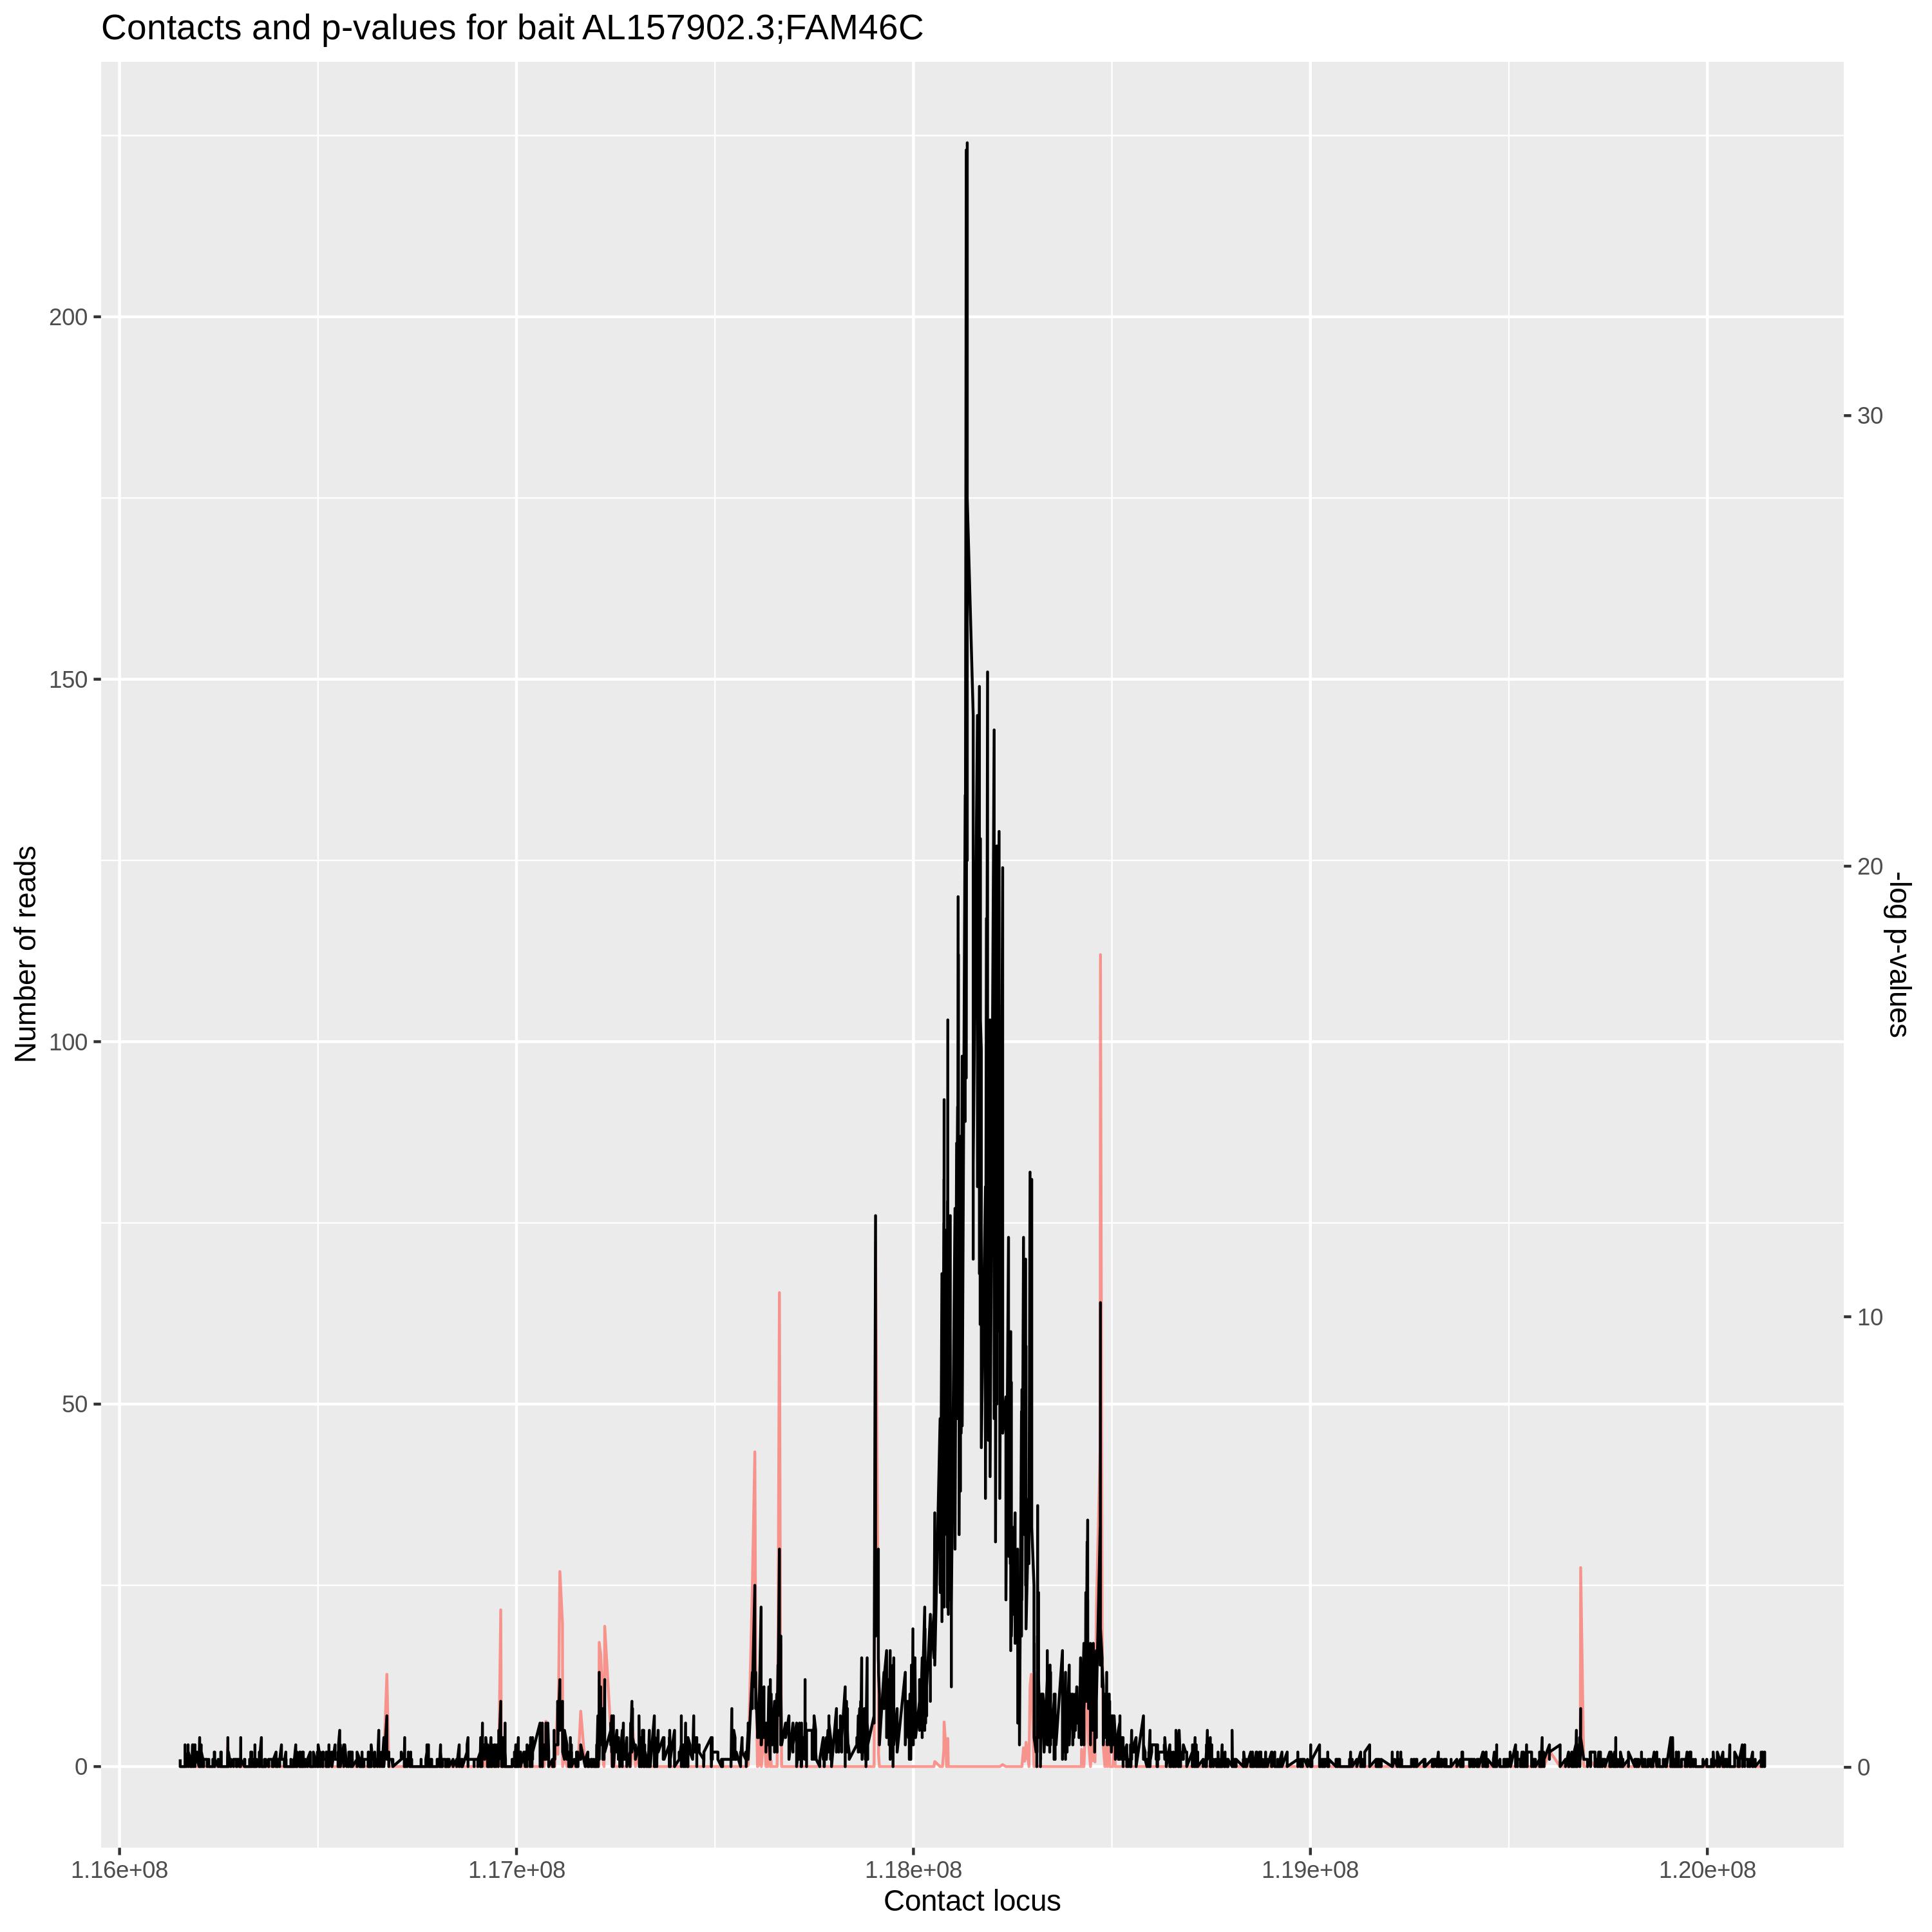 Contacts and p-values for bait AL157902.3;FAM46C
Number of reads
200
150
100
50
0
30
20
10
0
-log p-values
1.16e+08
1.17e+08
1.18e+08
1.19e+08
1.20e+08
Contact locus